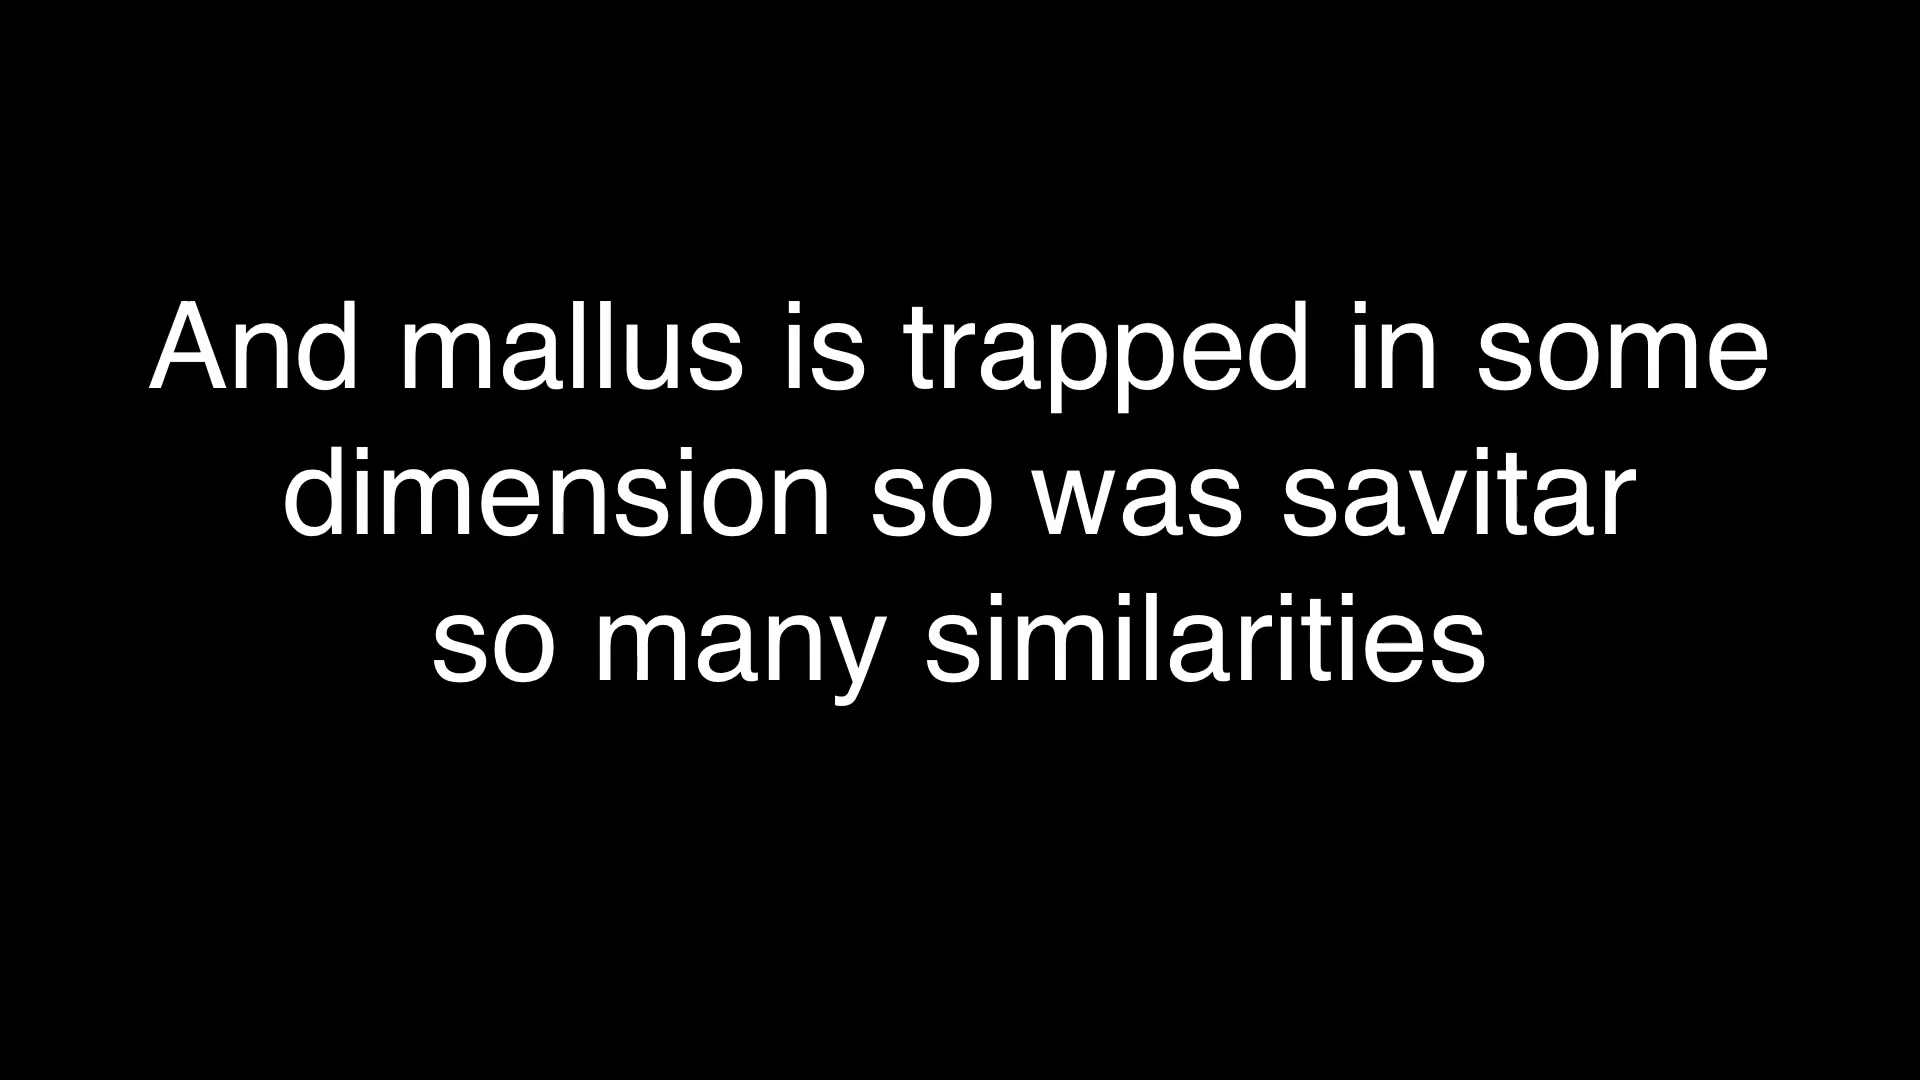 And mallus is trapped in some
dimension so was savitar
so many similarities